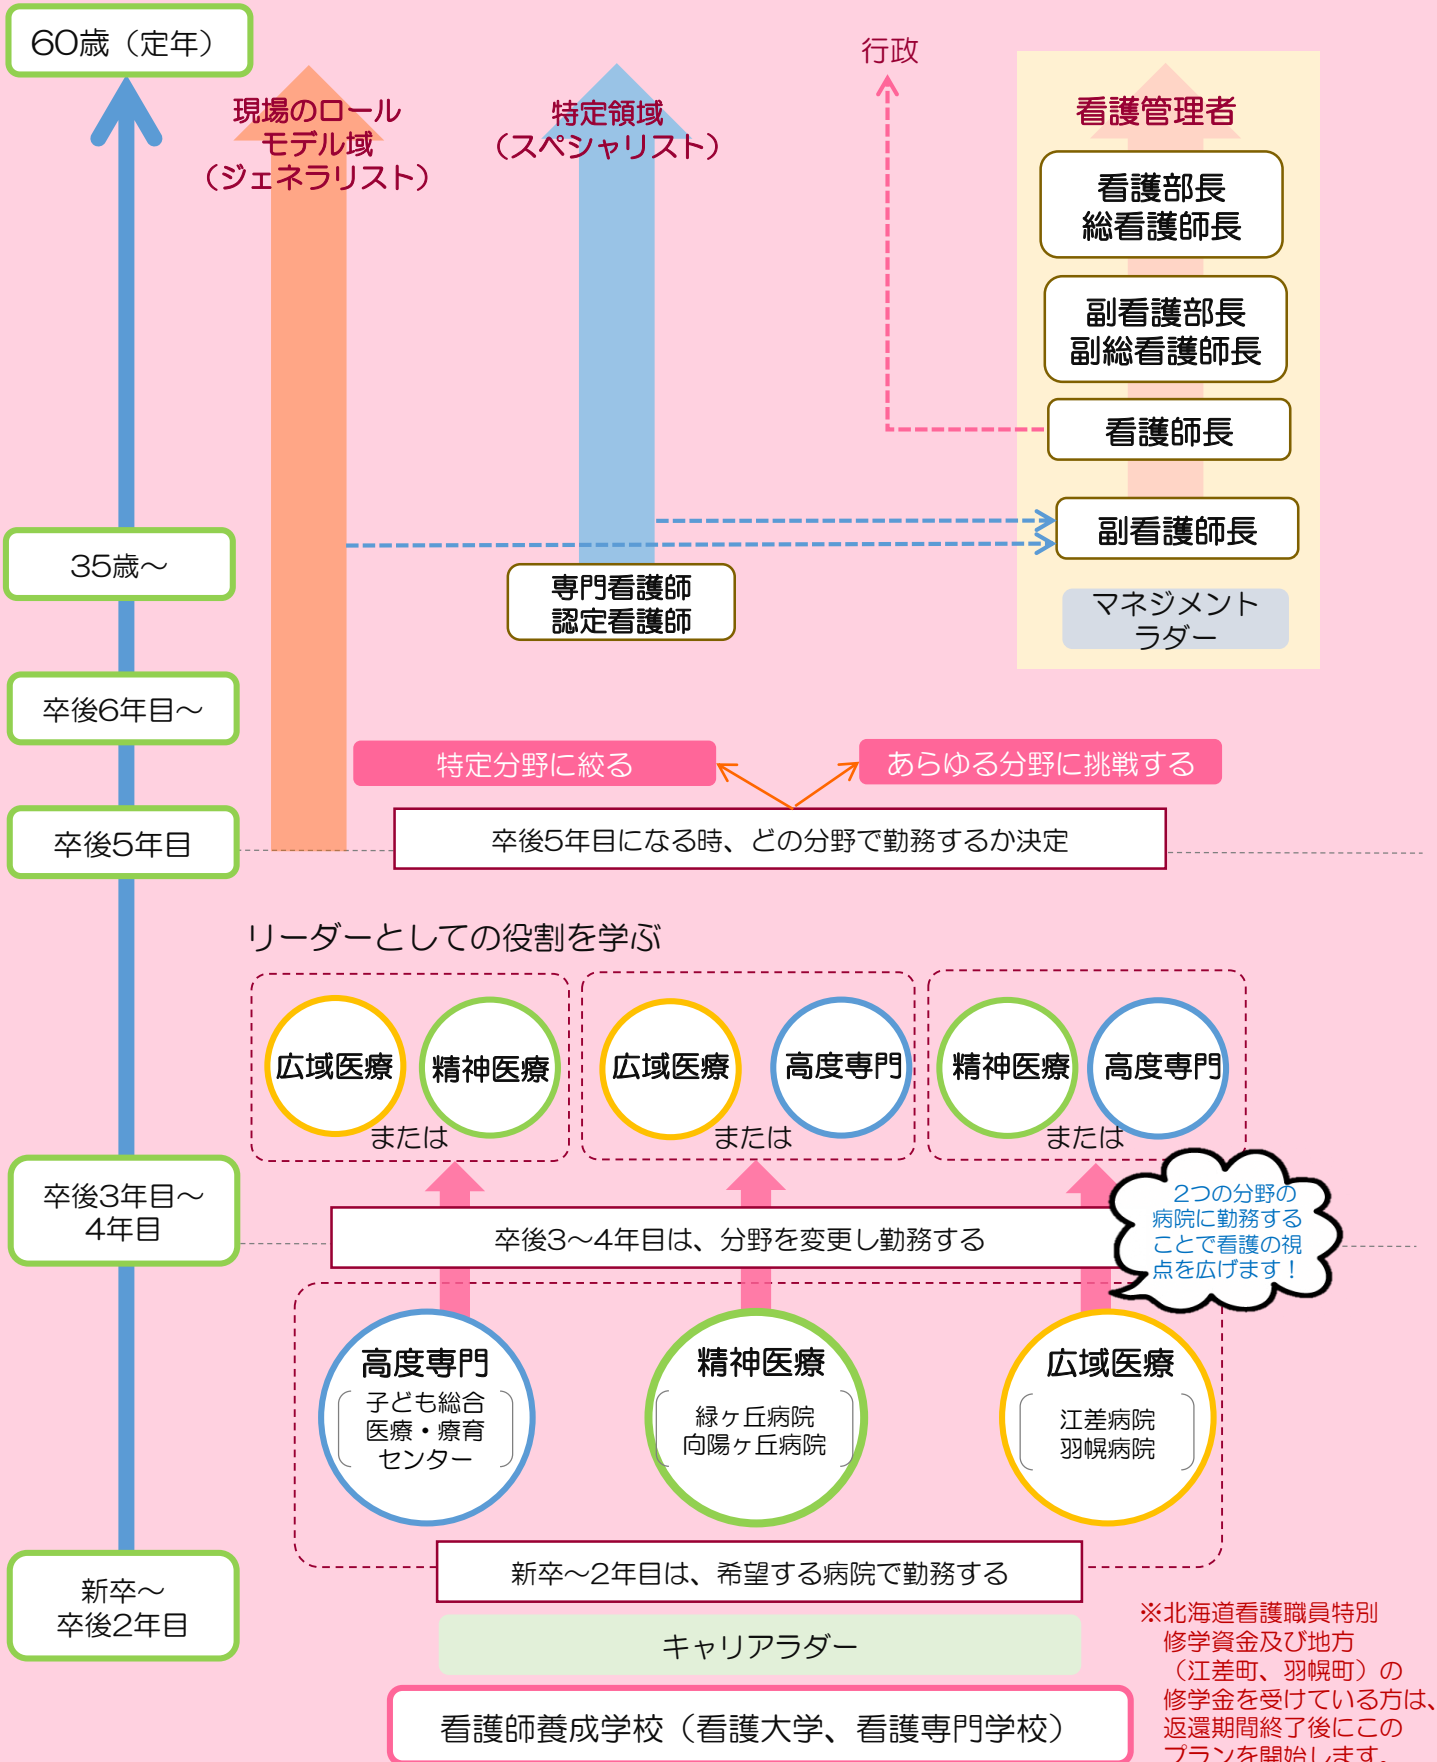 60歳（定年）
現場のロール
モデル域
（ジェネラリスト）
特定領域
（スペシャリスト）
行政
看護管理者
看護部長
総看護師長
副看護部長
副総看護師長
看護師長
副看護師長
マネジメント
ラダー
35歳～
専門看護師
認定看護師
卒後6年目～
特定分野に絞る
あらゆる分野に挑戦する
卒後5年目
卒後5年目になる時、どの分野で勤務するか決定
リーダーとしての役割を学ぶ
広域医療
精神医療
または
広域医療
高度専門
または
精神医療
高度専門
または
卒後3年目～
4年目
卒後3～4年目は、分野を変更し勤務する
2つの分野の
病院に勤務する
ことで看護の視
点を広げます！
高度専門
子ども総合
医療・療育
センター
精神医療
緑ヶ丘病院
向陽ヶ丘病院
広域医療
江差病院
羽幌病院
新卒～2年目は、希望する病院で勤務する
新卒～
卒後2年目
キャリアラダー
看護師養成学校（看護大学、看護専門学校）
※北海道看護職員特別
修学資金及び地方
（江差町、羽幌町）の
修学金を受けている方は、
返還期間終了後にこの
プランを開始します。